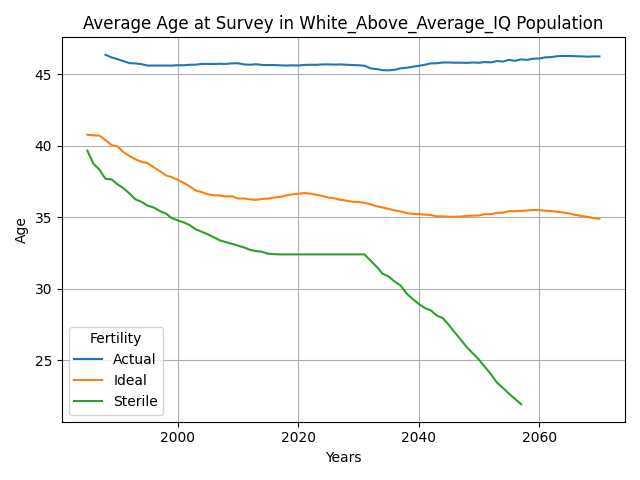 Average Age at Survey in White_Above_Average_IQ Population
Age
45
40
35
30
25
Fertility
Actual
Ideal
Sterile
2000 2020 2040 2060
Years